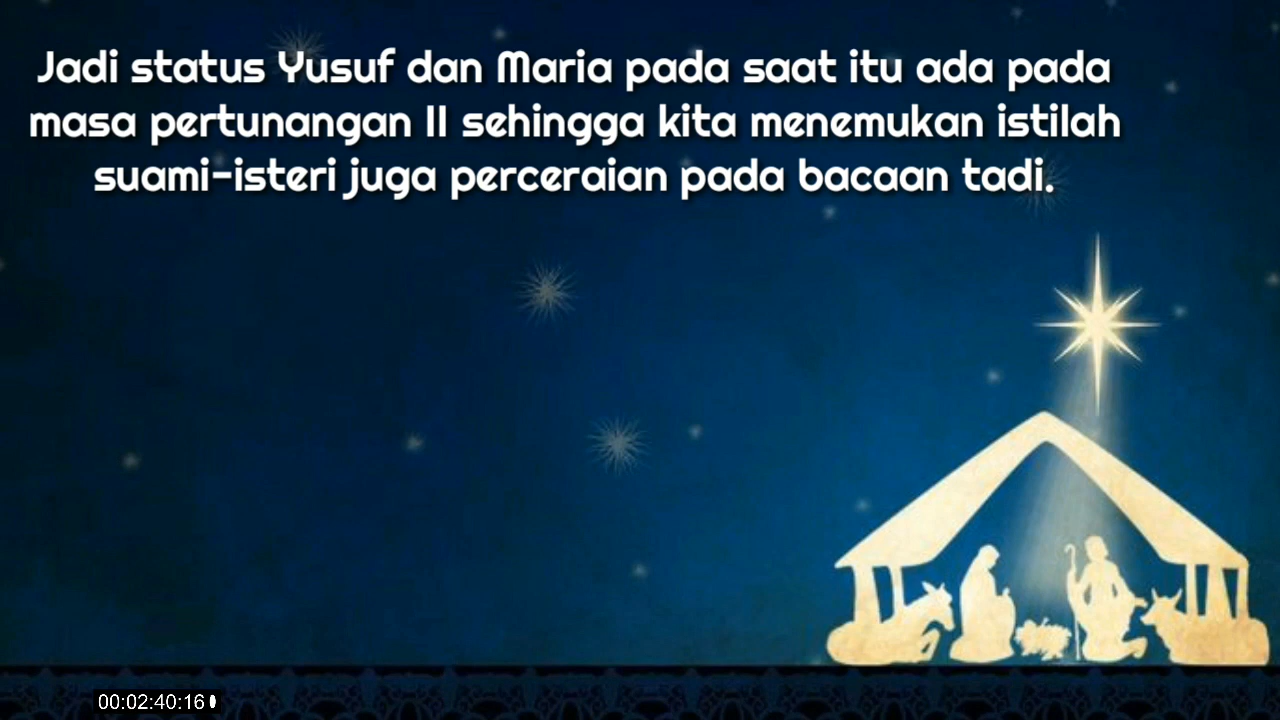 Jadi status Yusuf dan Maria pada saat itu ada pada
masa pertunangan II sehingga kita menemukan istilah
suami-isteri juga perceraian pada bacaan tadi.
00:02:40:16